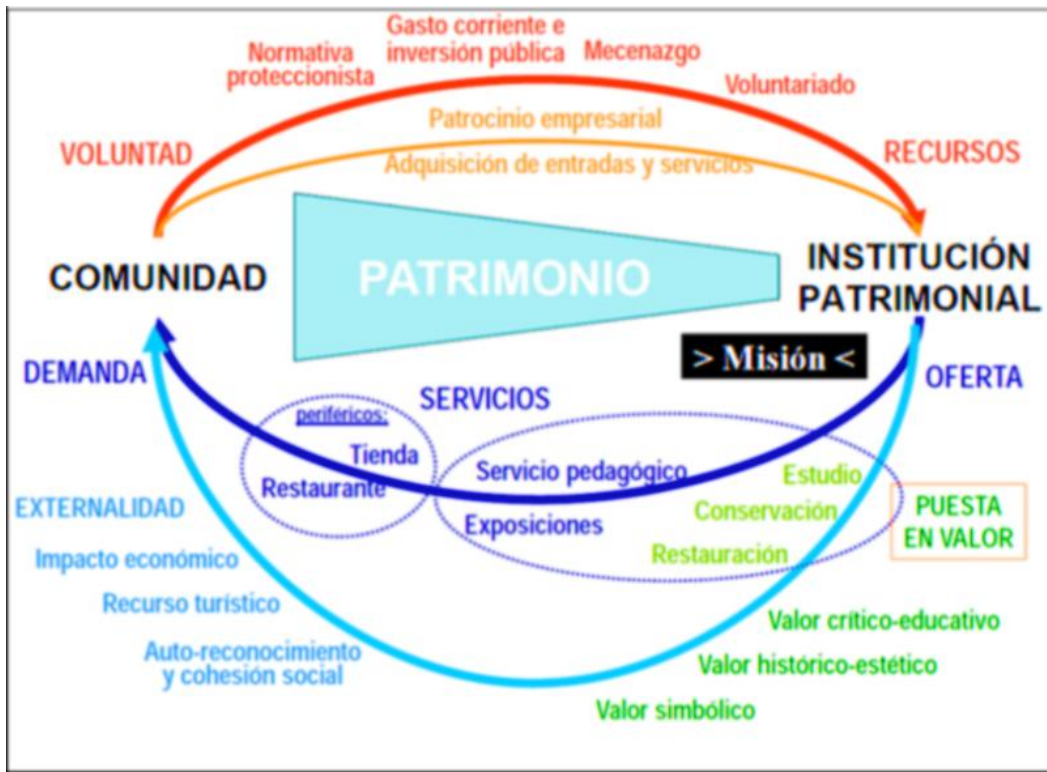 Gasto corriente e
inversión pública
Normativa
proteccionista
Mecenazgo
Voluntariado
Patrocinio empresarial
VOLUNTAD
RECURSOS
Adquisición de entradas y servicios
COMUNIDAD
PATRIMONIO
INSTITUCIÓN
PATRIMONIAL
> Misión <
DEMANDA
OFERTA
SERVICIOS
periféricos:
Tienda
Restaurante
Servicio pedagógico
Exposiciones
Estudio
Conservación
Restauración
PUESTA
EN VALOR
EXTERNALIDAD
Impacto económico
Recurso turístico
Auto-reconocimiento
y cohesión social
Valor crítico-educativo
Valor histórico-estético
Valor simbólico